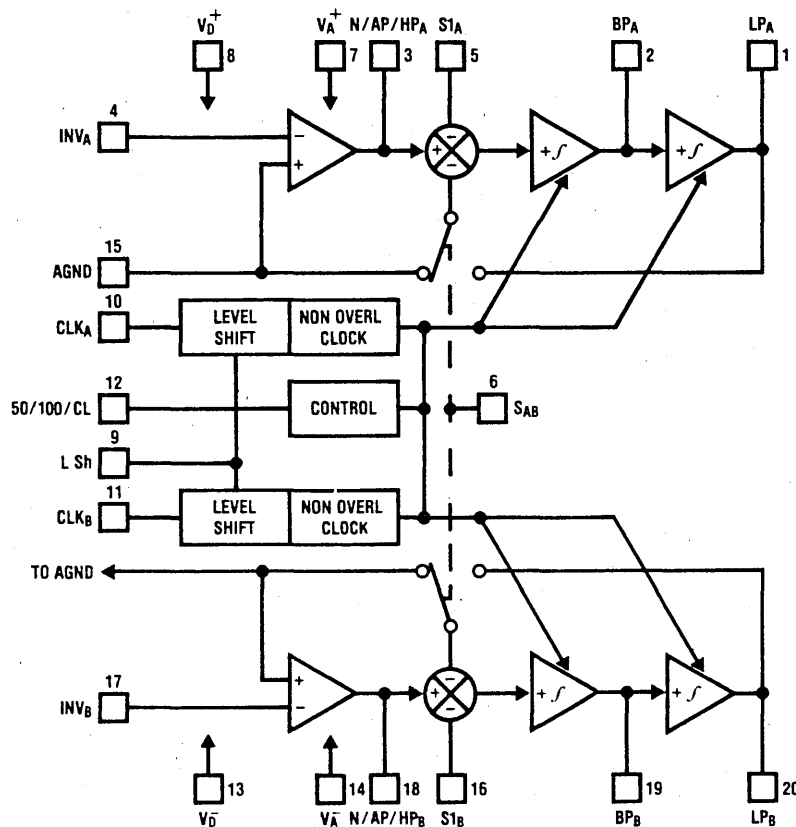 V_D^+ V_A^+ N/AP/HP_A S1_A BP_A LP_A
8 7 3 5 2 1
4
INV_A
− + + − − +∫ +∫
15
AGND
10
CLK_A LEVEL SHIFT NON OVERL CLOCK
12 6
50/100/CL CONTROL S_AB
9
L Sh
11
CLK_B LEVEL SHIFT NON OVERL CLOCK
TO AGND
17
INV_B
+ − + − − +∫ +∫
13 14 18 16 19 20
V_D^- V_A^- N/AP/HP_B S1_B BP_B LP_B